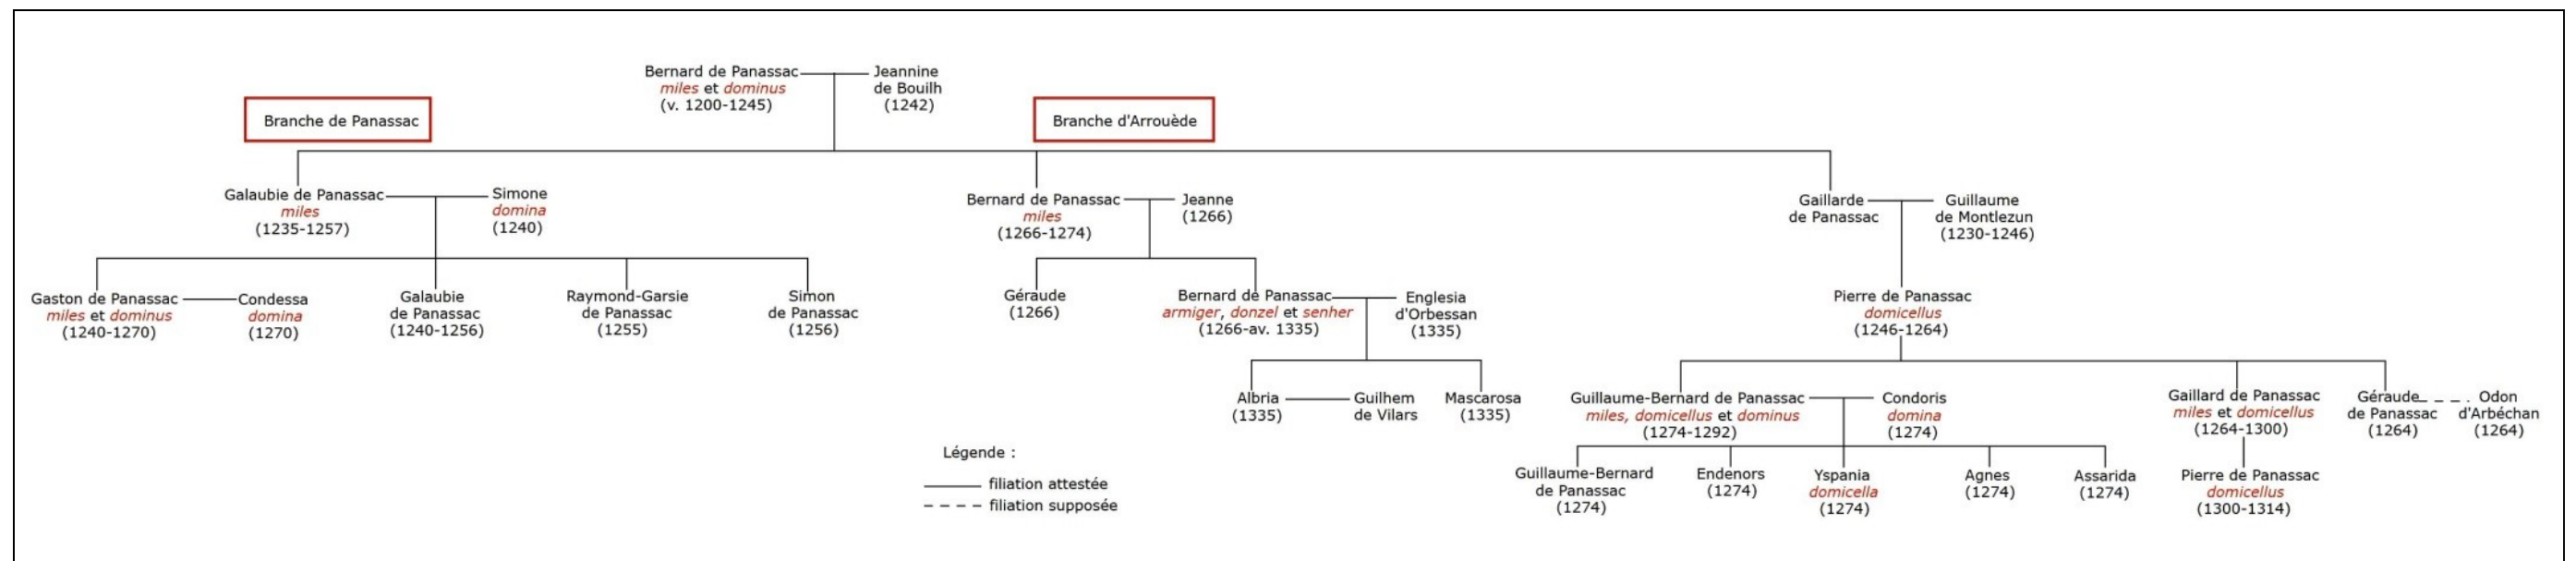 Bernard de Panassac
miles et dominus
(v. 1200-1245)
Jeannine
de Bouilh
(1242)
Branche de Panassac
Branche d'Arrouède
Galaubie de Panassac
miles
(1235-1257)
Simone
domina
(1240)
Bernard de Panassac
miles
(1266-1274)
Jeanne
(1266)
Gaillarde
de Panassac
Guillaume
de Montlezun
(1230-1246)
Gaston de Panassac
miles et dominus
(1240-1270)
Condessa
domina
(1270)
Galaubie
de Panassac
(1240-1256)
Raymond-Garsie
de Panassac
(1255)
Simon
de Panassac
(1256)
Géraude
(1266)
Bernard de Panassac
armiger, donzel et senher
(1266-av. 1335)
Englesia
d'Orbessan
(1335)
Pierre de Panassac
domicellus
(1246-1264)
Albria
(1335)
Guilhem
de Vilars
Mascarosa
(1335)
Guillaume-Bernard de Panassac
miles, domicellus et dominus
(1274-1292)
Condoris
domina
(1274)
Gaillard de Panassac
miles et domicellus
(1264-1300)
Géraude
de Panassac
(1264)
Odon
d'Arbéchan
(1264)
Guillaume-Bernard
de Panassac
(1274)
Endenors
(1274)
Yspania
domicella
(1274)
Agnes
(1274)
Assarida
(1274)
Pierre de Panassac
domicellus
(1300-1314)
Légende :
filiation attestée
filiation supposée